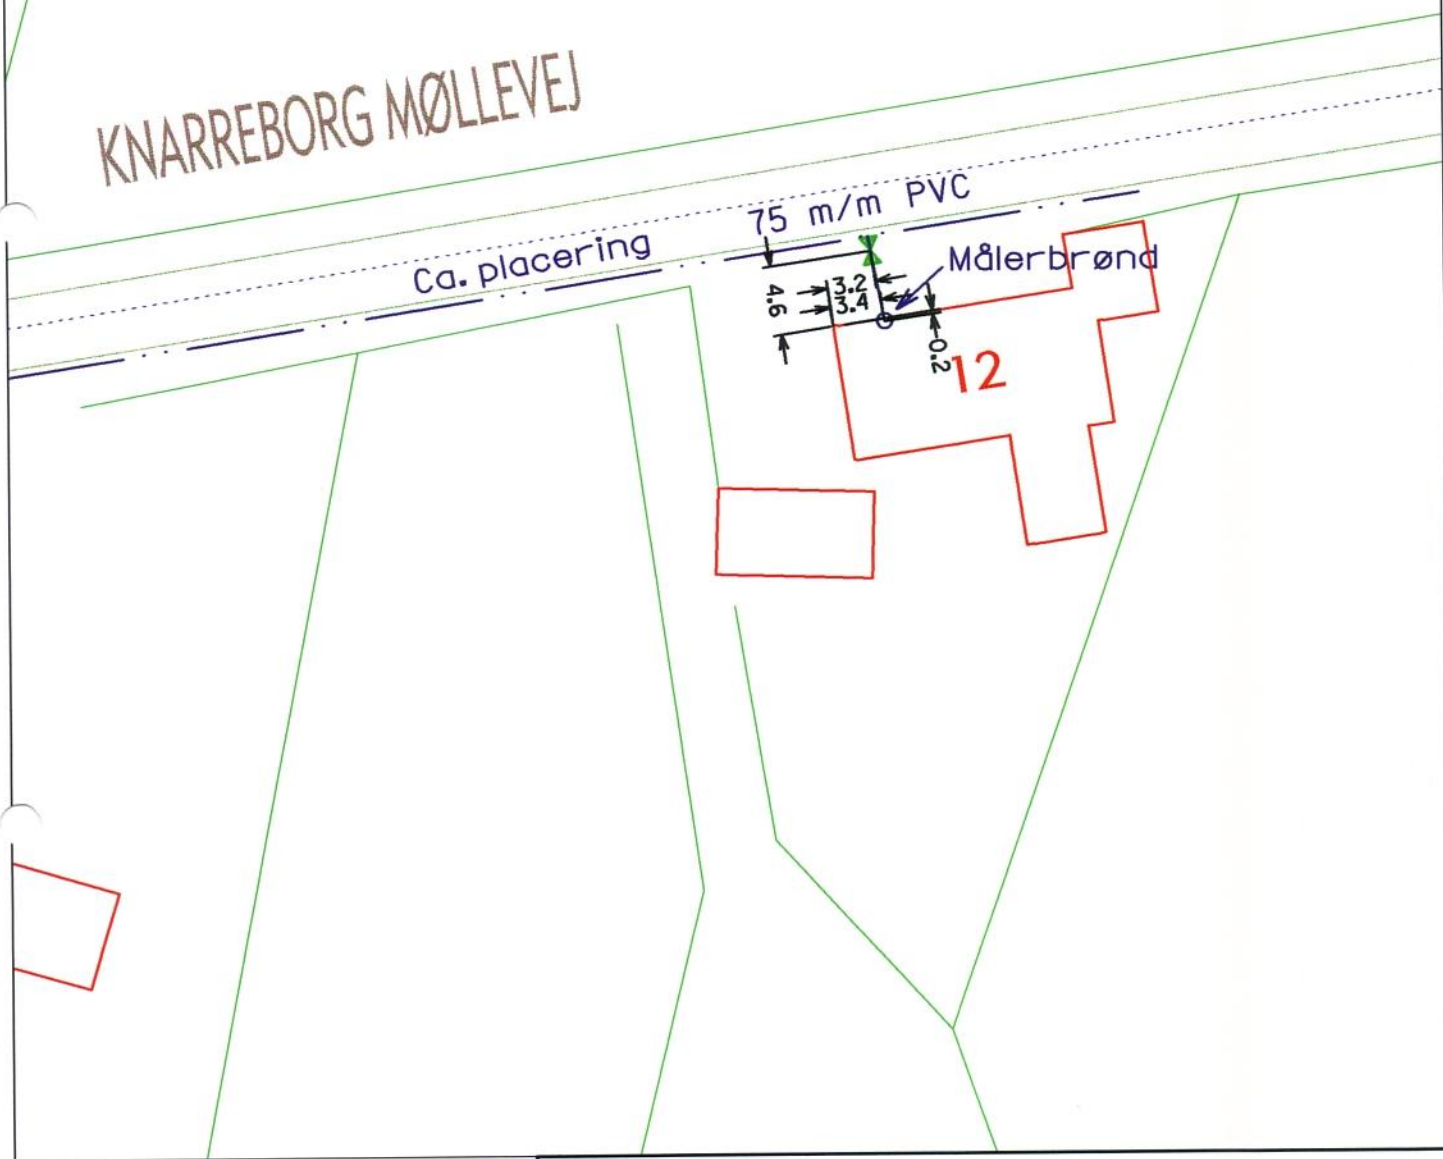 KNARREBORG MØLLEVEJ
75 m/m PVC
Ca. placering
Målerbrønd
3.2
3.4
4.6
0.2
12